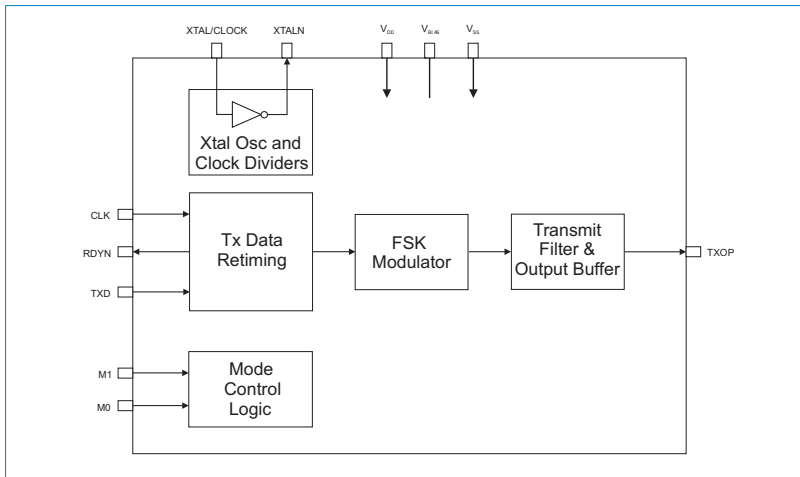 XTAL/CLOCK
XTALN
VDD
VBIAS
VSS
Xtal Osc and
Clock Dividers
CLK
RDYN
TXD
Tx Data
Retiming
FSK
Modulator
Transmit
Filter &
Output Buffer
TXOP
M1
M0
Mode
Control
Logic